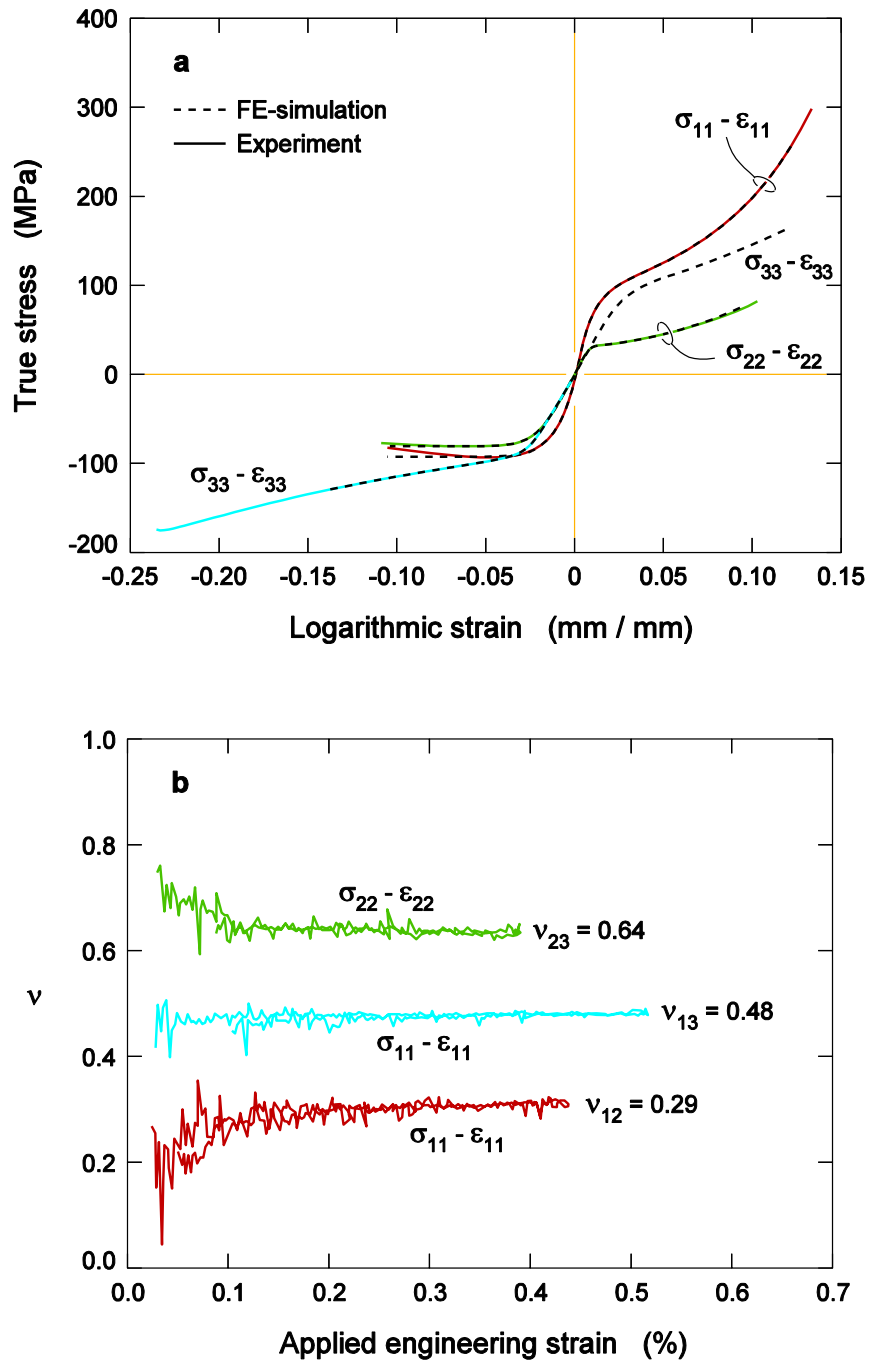 400
a
FE-simulation
Experiment
300
σ11 - ε11
200
100
σ33 - ε33
σ22 - ε22
0
-100
σ33 - ε33
-200
True stress (MPa)
-0.25 -0.20 -0.15 -0.10 -0.05 0 0.05 0.10 0.15
Logarithmic strain (mm / mm)
1.0
b
0.8
σ22 - ε22
ν23 = 0.64
0.6
ν
ν13 = 0.48
σ11 - ε11
0.4
ν12 = 0.29
σ11 - ε11
0.2
0.0
0.0 0.1 0.2 0.3 0.4 0.5 0.6 0.7
Applied engineering strain (%)